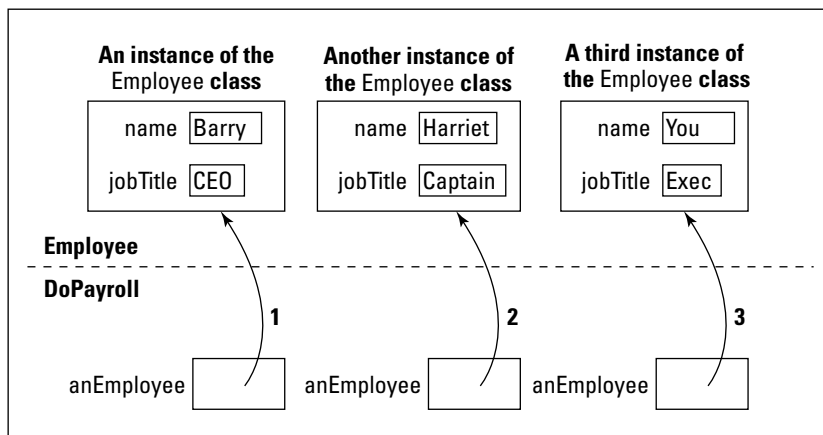 An instance of the
Employee class
name Barry
jobTitle CEO
Another instance of
the Employee class
name Harriet
jobTitle Captain
A third instance of
the Employee class
name You
jobTitle Exec
Employee
DoPayroll
1
2
3
anEmployee
anEmployee
anEmployee